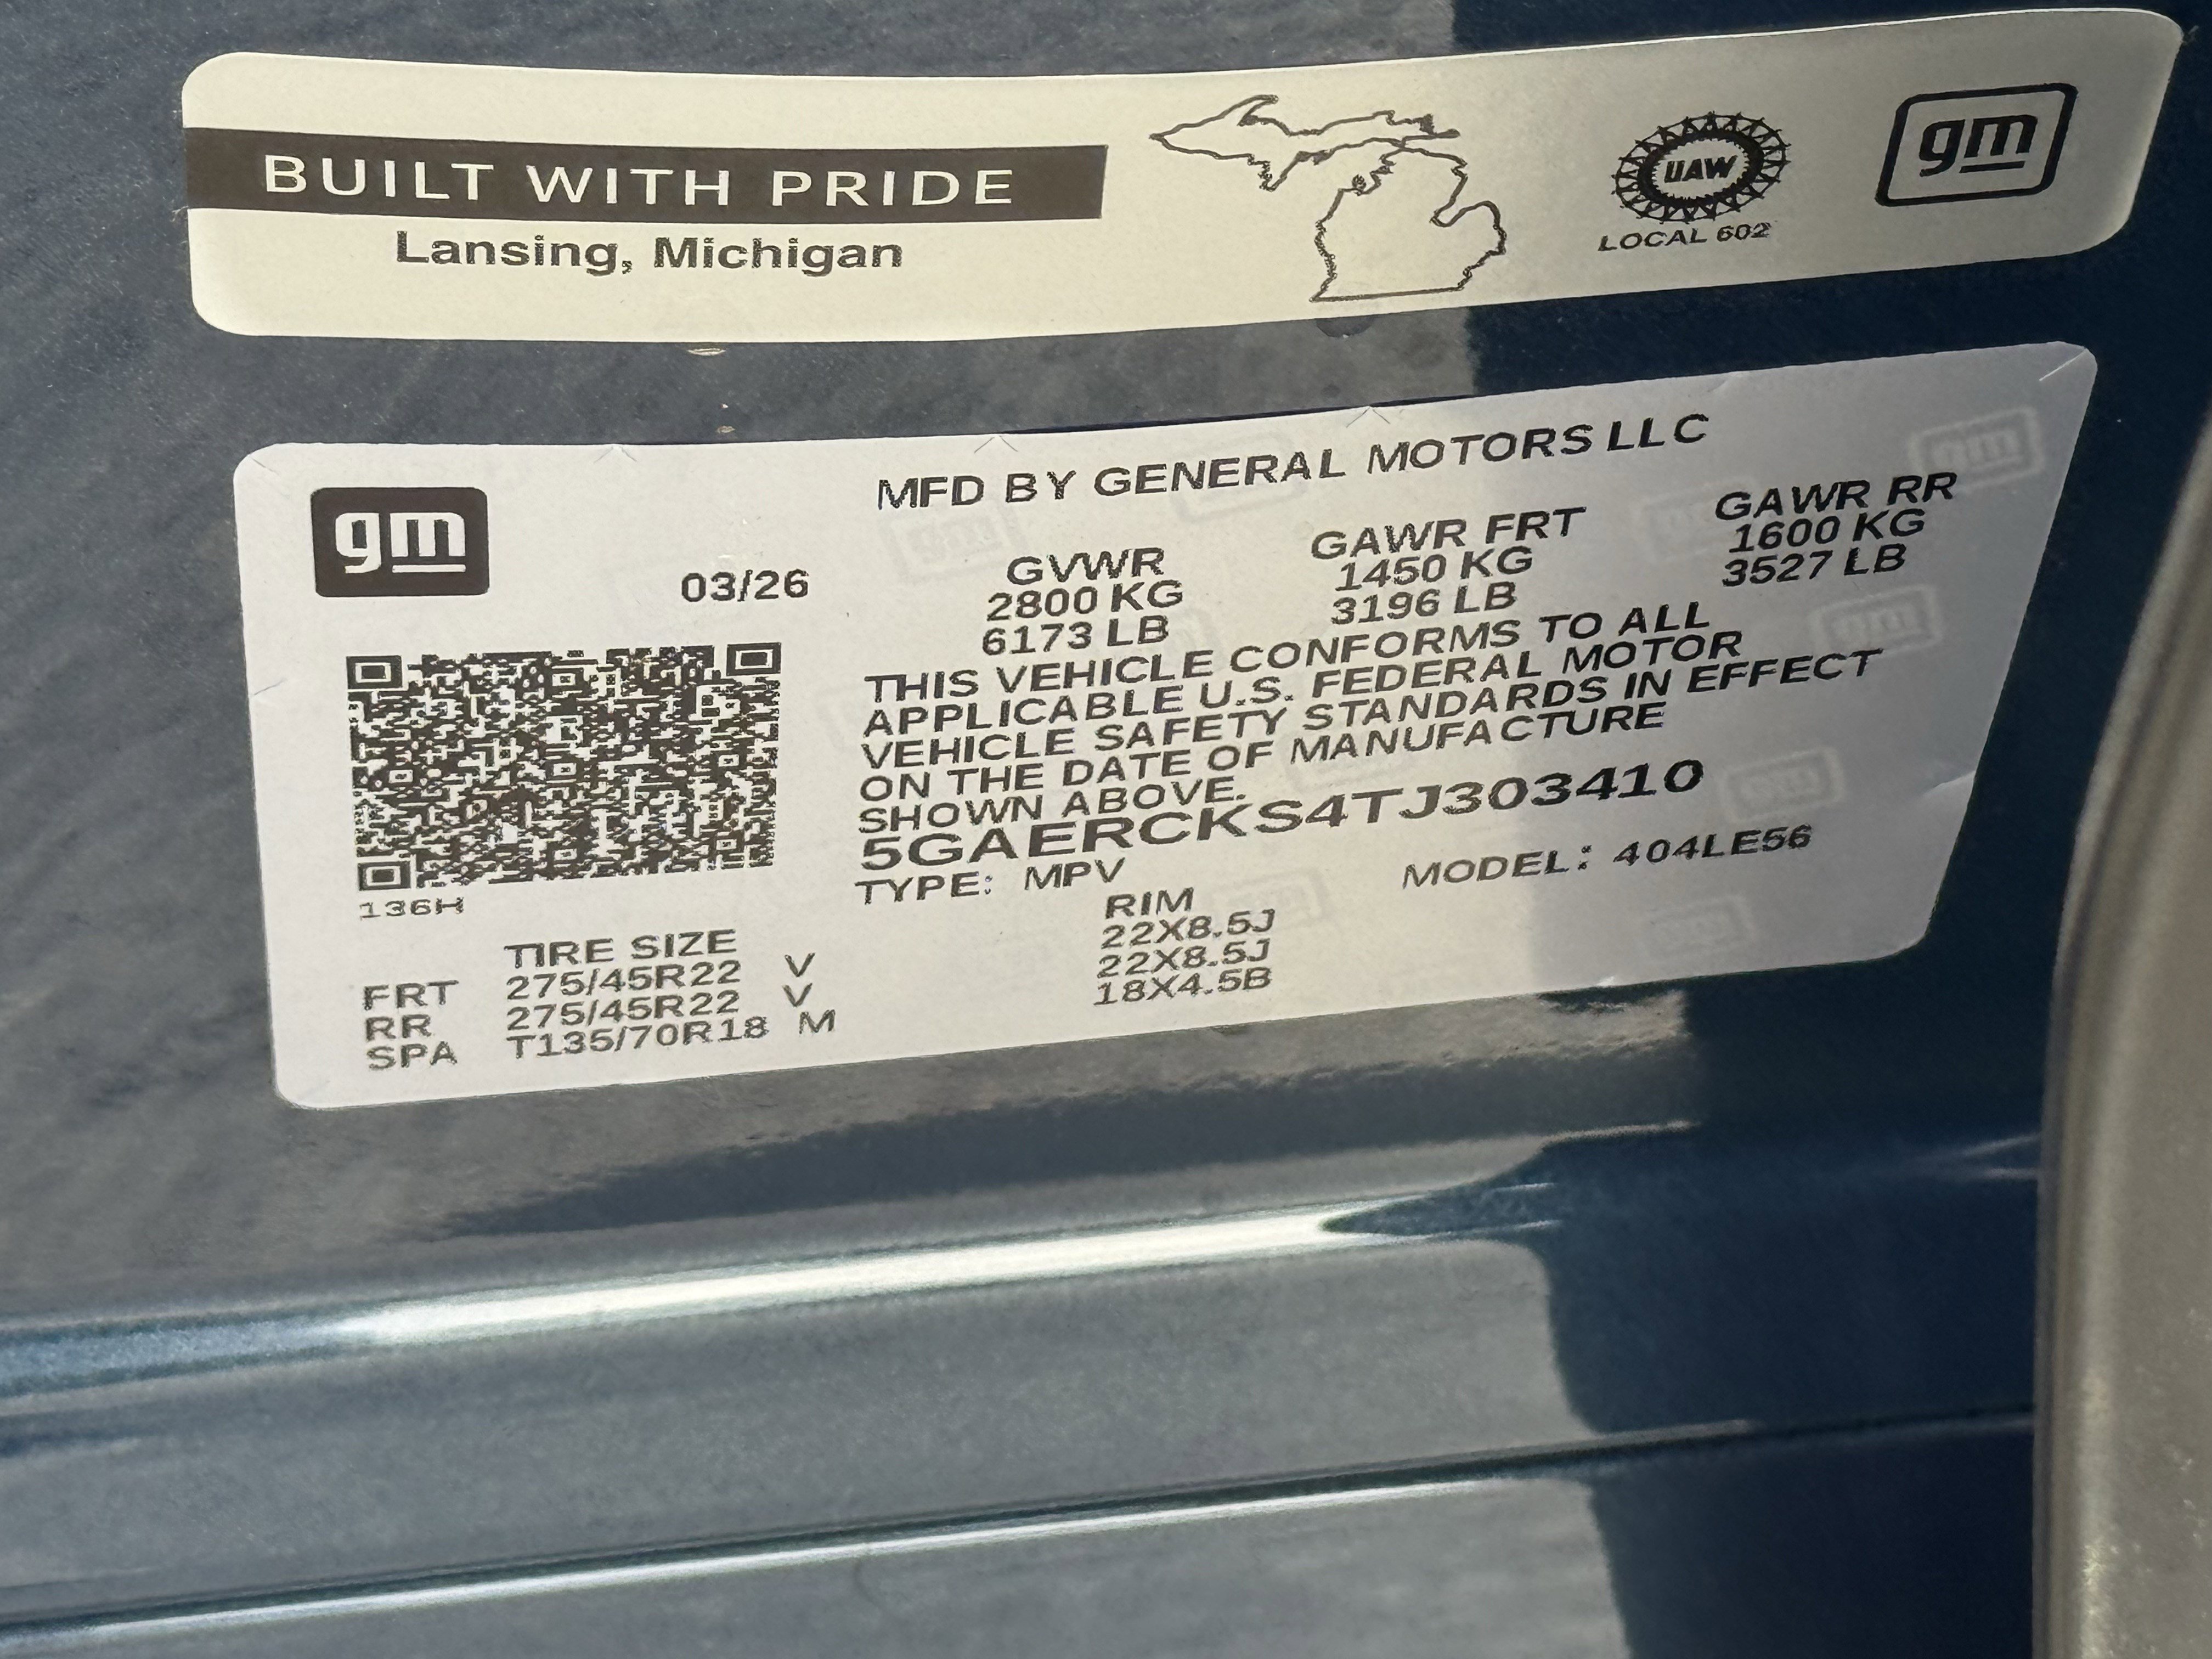 BUILT WITH PRIDE
Lansing, Michigan
UAW
LOCAL 602
gm
gm
MFD BY GENERAL MOTORS LLC
03/26
GVWR GAWR FRT GAWR RR
2800 KG 1450 KG 1600 KG
6173 LB 3196 LB 3527 LB
THIS VEHICLE CONFORMS TO ALL
APPLICABLE U.S. FEDERAL MOTOR
VEHICLE SAFETY STANDARDS IN EFFECT
ON THE DATE OF MANUFACTURE
SHOWN ABOVE.
5GAERCKS4TJ303410
TYPE: MPV MODEL: 404LE56
136H
TIRE SIZE RIM
FRT 275/45R22 V 22X8.5J
RR 275/45R22 V 22X8.5J
SPA T135/70R18 M 18X4.5B